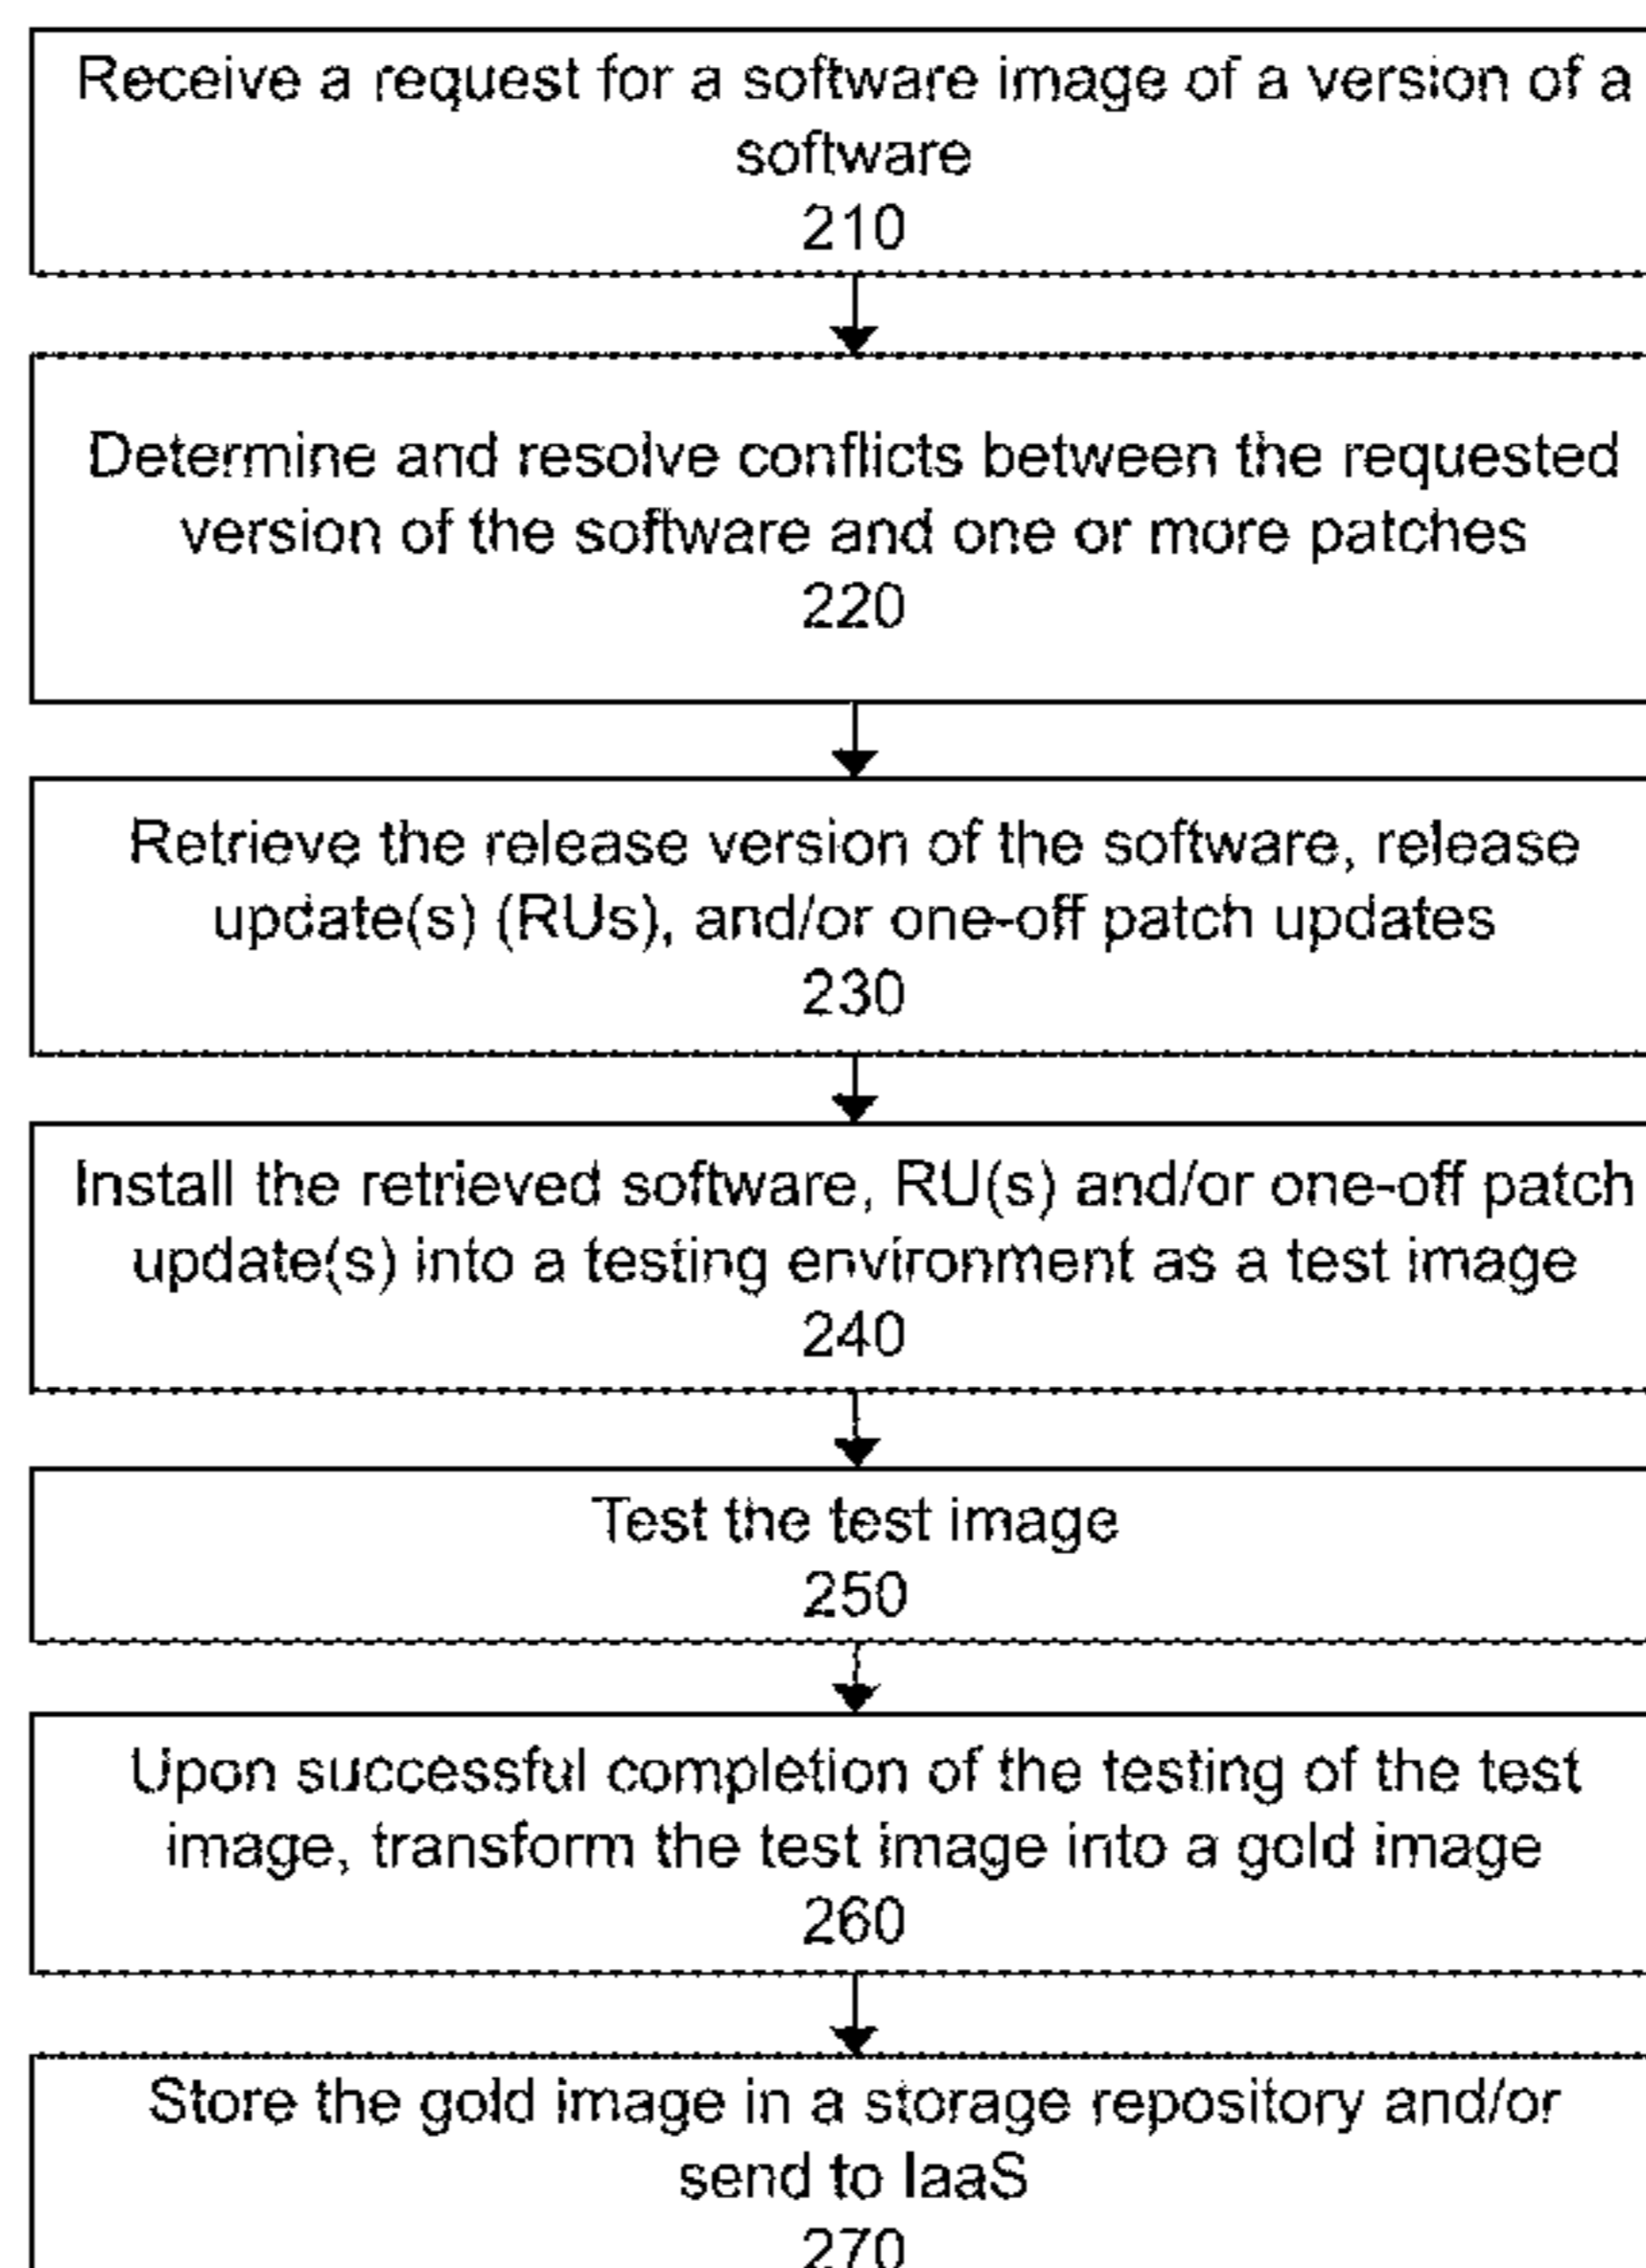 Receive a request for a software image of a version of a
software
210
Determine and resolve conflicts between the requested
version of the software and one or more patches
220
Retrieve the release version of the software, release
update(s) (RUs), and/or one-off patch updates
230
Install the retrieved software, RU(s) and/or one-off patch
update(s) into a testing environment as a test image
240
Test the test image
250
Upon successful completion of the testing of the test
image, transform the test image into a gold image
260
Store the gold image in a storage repository and/or
send to IaaS
270